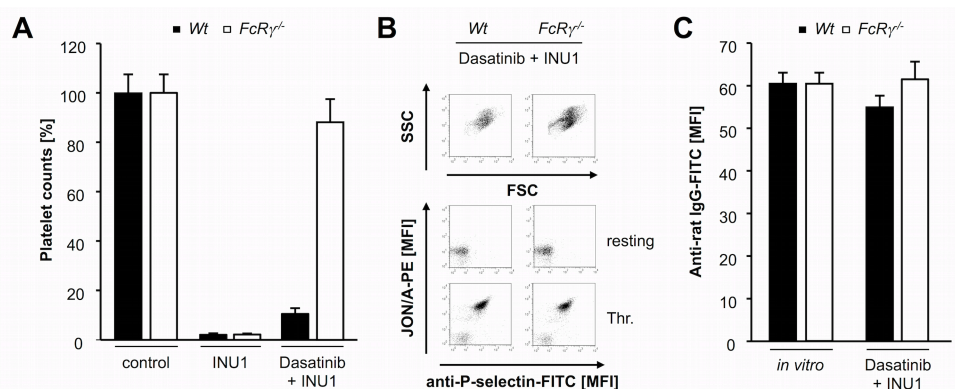 A
Wt FcRγ-/-
Platelet counts [%]
120
100
80
60
40
20
0
control INU1 Dasatinib + INU1
B
Wt FcRγ-/-
Dasatinib + INU1
SSC
FSC
JON/A-PE [MFI]
resting
Thr.
anti-P-selectin-FITC [MFI]
C
Wt FcRγ-/-
Anti-rat IgG-FITC [MFI]
70
60
50
60
30
20
10
0
in vitro Dasatinib
+ INU1